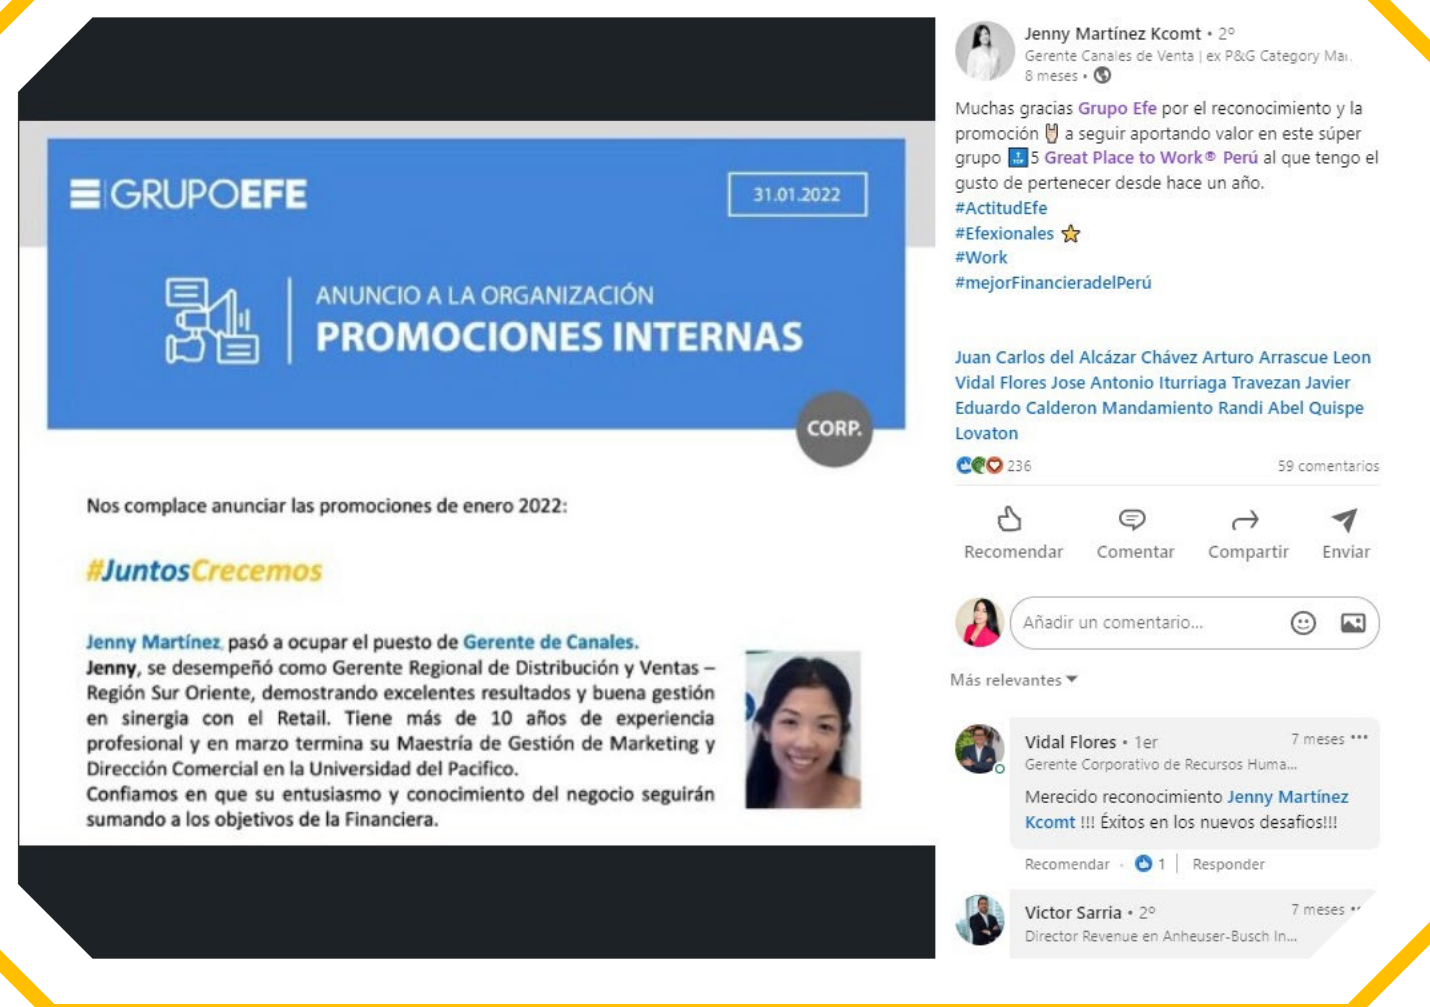 GRUPOEFE
31.01.2022
ANUNCIO A LA ORGANIZACIÓN
PROMOCIONES INTERNAS
CORP.
Nos complace anunciar las promociones de enero 2022:
#JuntosCrecemos
Jenny Martínez, pasó a ocupar el puesto de Gerente de Canales.
Jenny, se desempeñó como Gerente Regional de Distribución y Ventas –
Región Sur Oriente, demostrando excelentes resultados y buena gestión
en sinergia con el Retail. Tiene más de 10 años de experiencia
profesional y en marzo termina su Maestría de Gestión de Marketing y
Dirección Comercial en la Universidad del Pacifico.
Confiamos en que su entusiasmo y conocimiento del negocio seguirán
sumando a los objetivos de la Financiera.
Jenny Martínez Kcomt • 2º
Gerente Canales de Venta | ex P&G Category
8 meses •
Muchas gracias Grupo Efe por el reconocimiento y la
promoción 🤘 a seguir aportando valor en este súper
grupo 🔝5 Great Place to Work® Perú al que tengo el
gusto de pertenecer desde hace un año.
#ActitudEfe
#Efexionales ⭐
#Work
#mejorFinancieradelPerú
Juan Carlos del Alcázar Chávez Arturo Arrascue Leon
Vidal Flores Jose Antonio Iturriaga Travezan Javier
Eduardo Calderon Mandamiento Randi Abel Quispe
Lovaton
236
59 comentarios
Recomendar Comentar Compartir Enviar
Añadir un comentario...
Más relevantes
Vidal Flores • 1er
7 meses •••
Gerente Corporativo de Recursos Huma...
Merecido reconocimiento Jenny Martínez
Kcomt !!! Éxitos en los nuevos desafios!!!
Recomendar · 1 | Responder
Victor Sarria • 2º
7 meses
Director Revenue en Anheuser-Busch In...